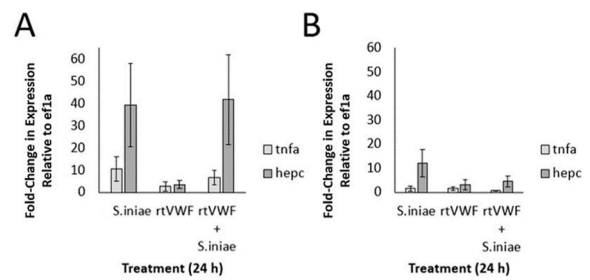 A
Fold-Change in Expression
Relative to ef1a
60
50
40
30
20
10
0
S.iniae rtVWF rtVWF
+
S.iniae
Treatment (24 h)
tnfa
hepc
B
Fold-Change in Expression
Relative to ef1a
60
50
40
30
20
10
0
S.iniae rtVWF rtVWF
+
S.iniae
Treatment (24 h)
tnfa
hepc